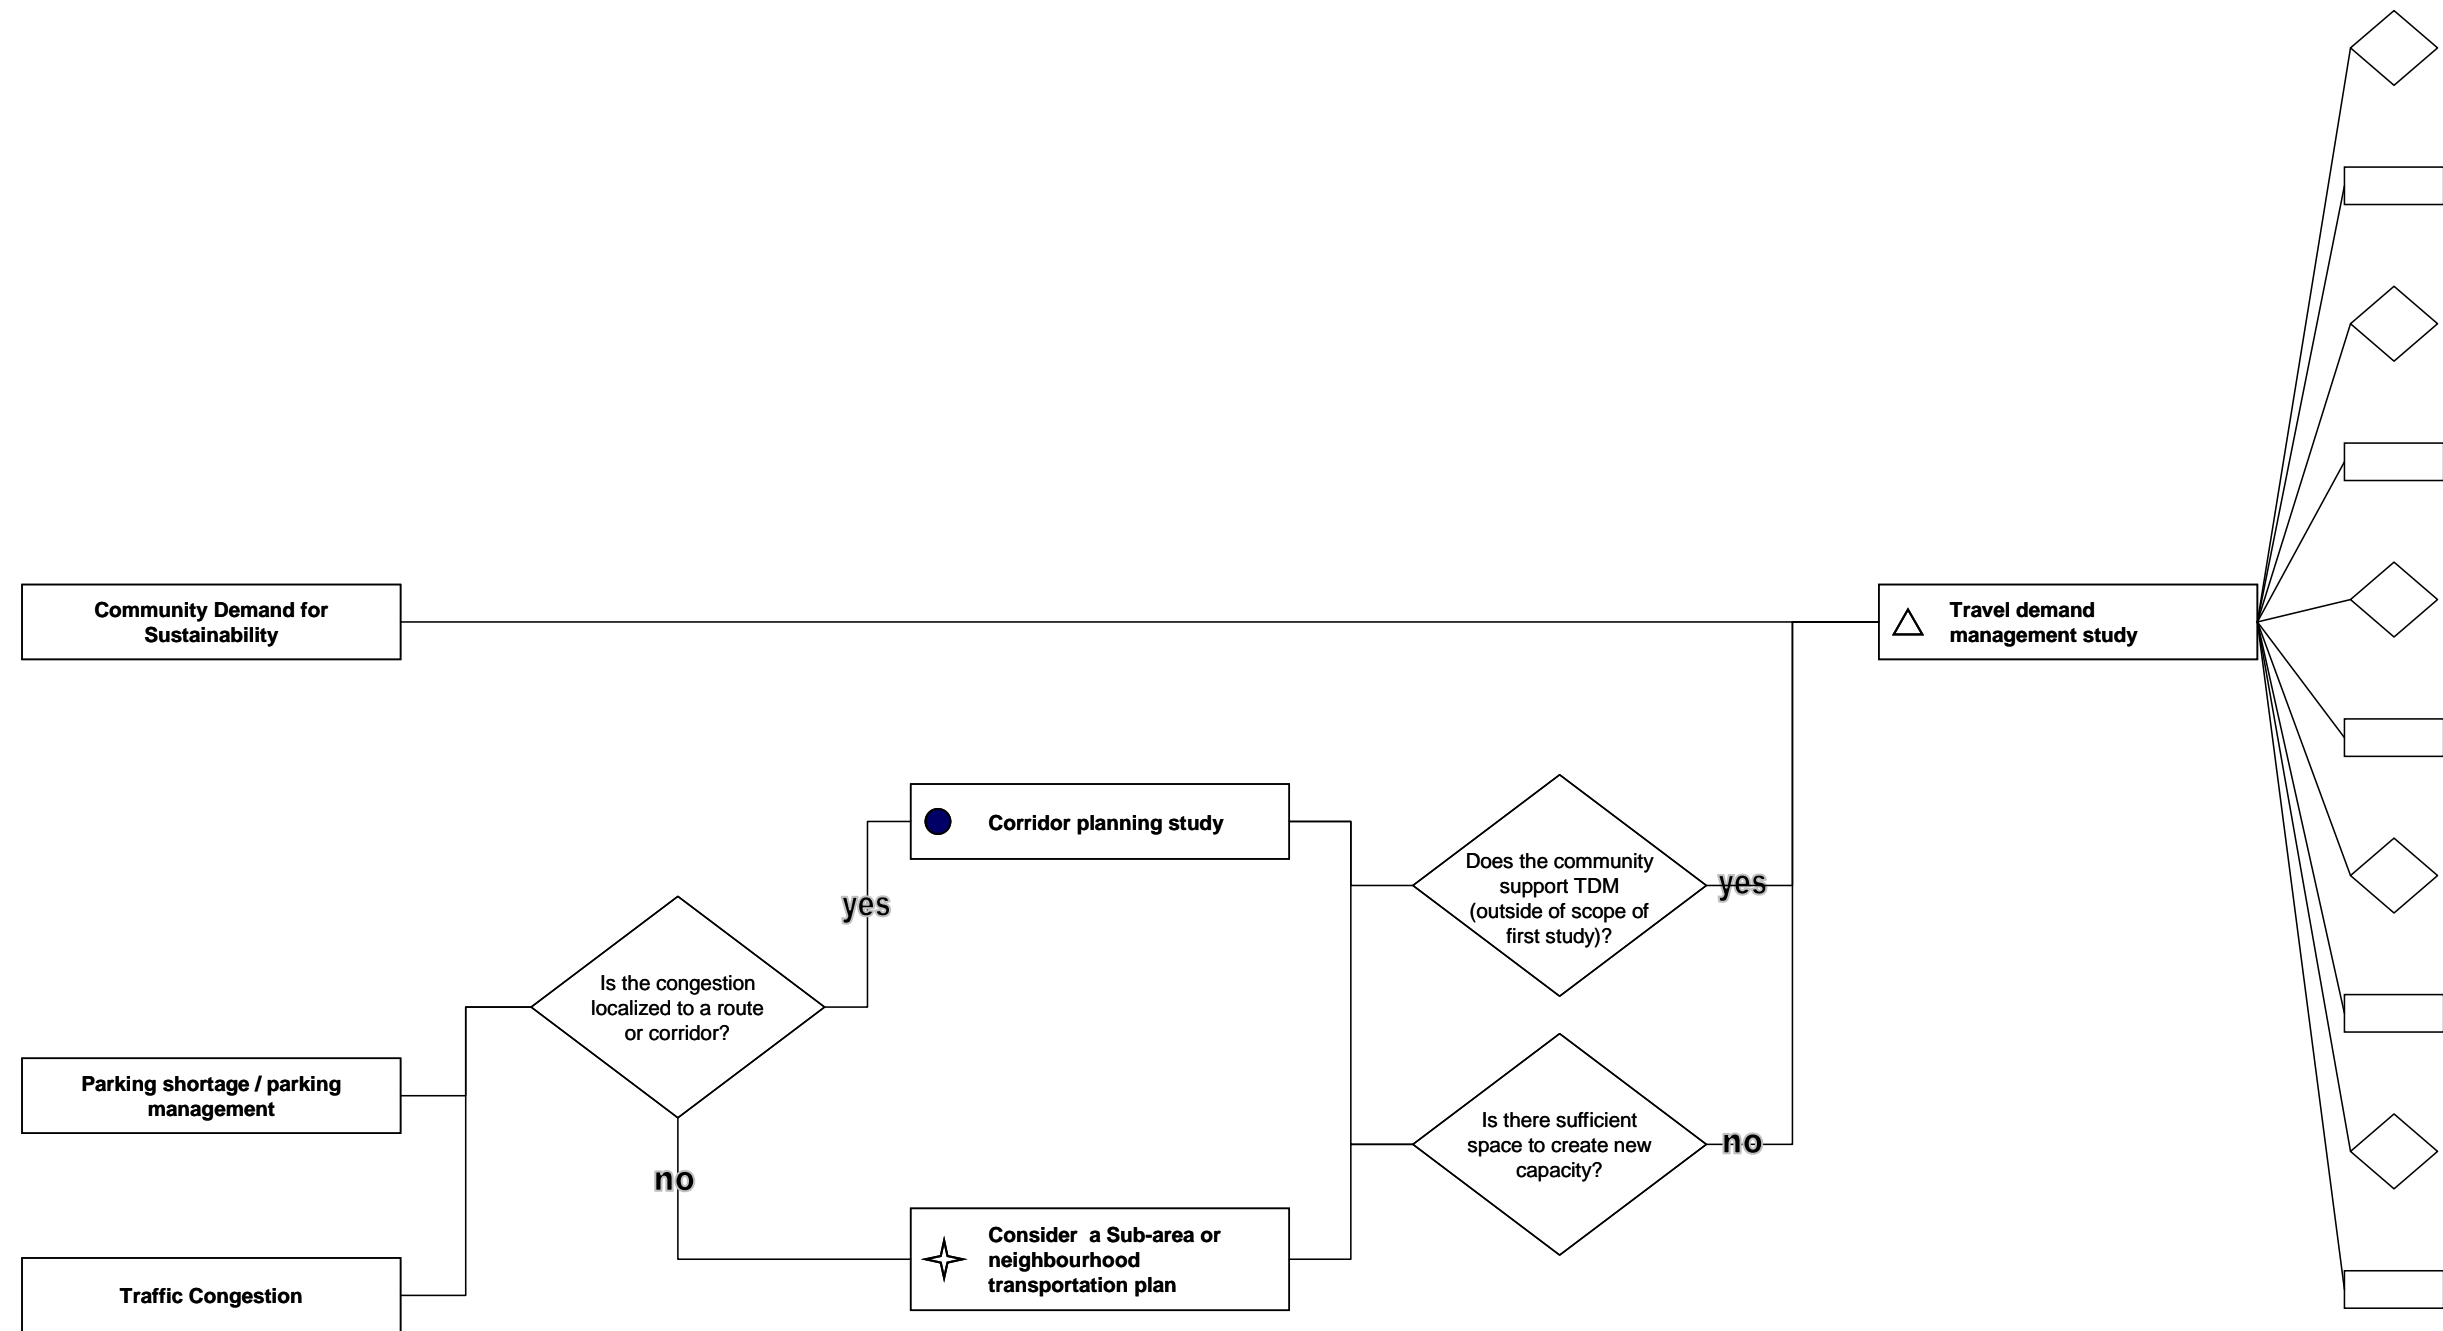 Community Demand for
Sustainability
Travel demand
management study
Corridor planning study
Does the community
support TDM
(outside of scope of
first study)?
yes
yes
Is the congestion
localized to a route
or corridor?
Parking shortage / parking
management
Is there sufficient
space to create new
capacity?
no
no
Consider  a Sub-area or
neighbourhood
transportation plan
Traffic Congestion